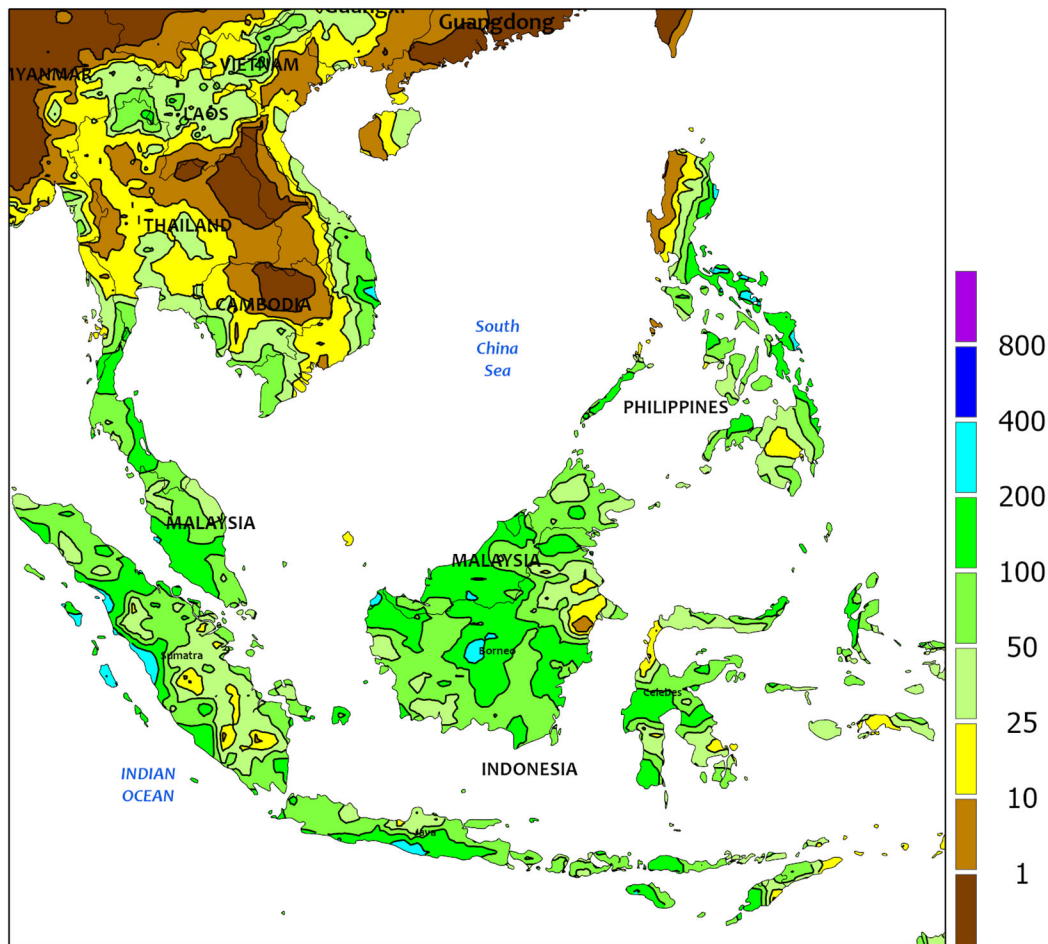 Guangxi
Guangdong
MYANMAR
VIETNAM
LAOS
THAILAND
CAMBODIA
South
China
Sea
PHILIPPINES
MALAYSIA
MALAYSIA
Sumatra
Borneo
Celebes
INDONESIA
INDIAN
OCEAN
Java
800
400
200
100
50
25
10
1